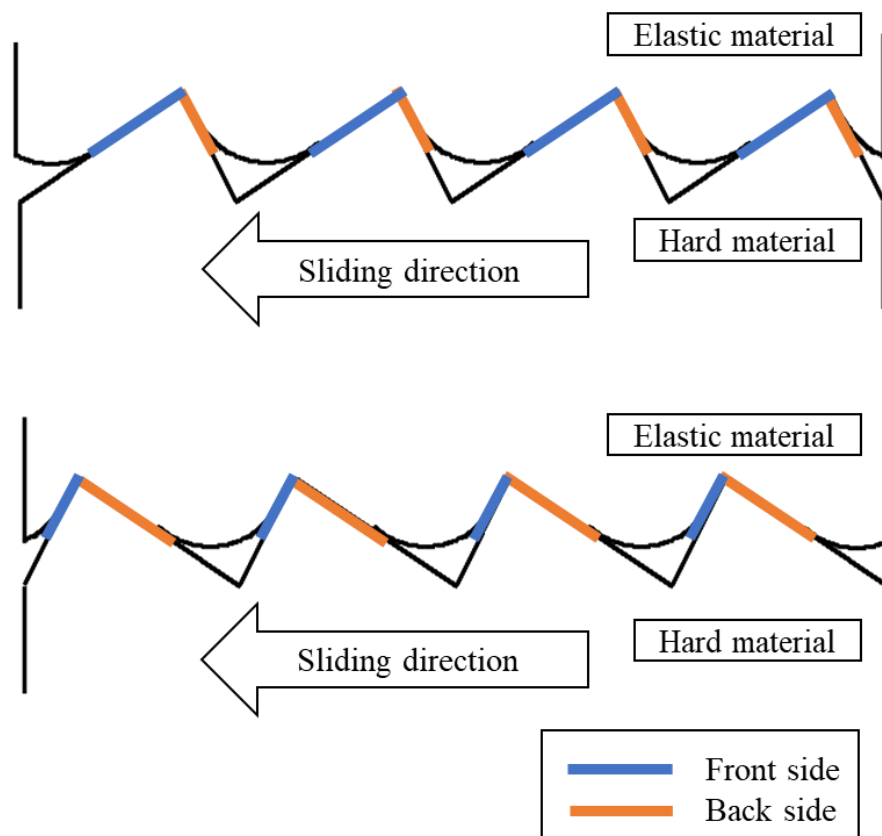 Elastic material
Hard material
Sliding direction
Elastic material
Hard material
Sliding direction
Front side
Back side